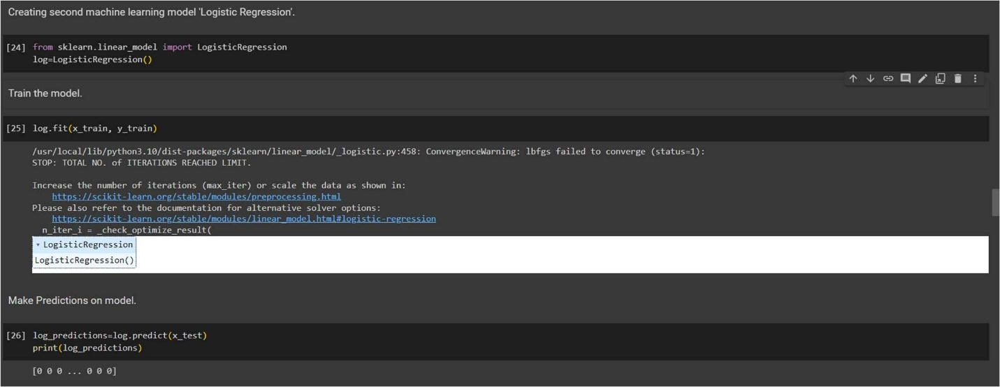 Creating second machine learning model 'Logistic Regression'.
[24] from sklearn.linear_model import LogisticRegression
log=LogisticRegression()
Train the model.
[25] log.fit(x_train, y_train)
/usr/local/lib/python3.10/dist-packages/sklearn/linear_model/_logistic.py:458: ConvergenceWarning: lbfgs failed to converge (status=1):
STOP: TOTAL NO. of ITERATIONS REACHED LIMIT.
Increase the number of iterations (max_iter) or scale the data as shown in:
https://scikit-learn.org/stable/modules/preprocessing.html
Please also refer to the documentation for alternative solver options:
https://scikit-learn.org/stable/modules/linear_model.html#logistic-regression
n_iter_i = _check_optimize_result(
LogisticRegression
LogisticRegression()
Make Predictions on model.
[26] log_predictions=log.predict(x_test)
print(log_predictions)
[0 0 0 ... 0 0 0]